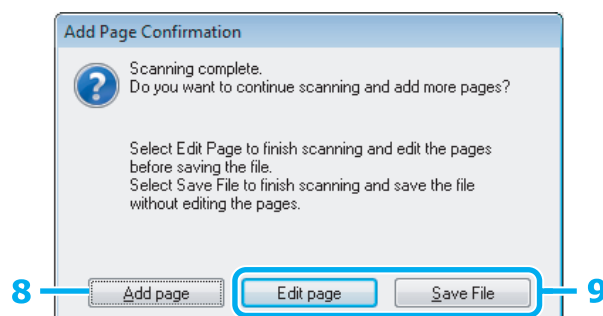 Add Page Confirmation
Scanning complete.
Do you want to continue scanning and add more pages?
Select Edit Page to finish scanning and edit the pages
before saving the file.
Select Save File to finish scanning and save the file
without editing the pages.
8 Add page Edit page Save File 9